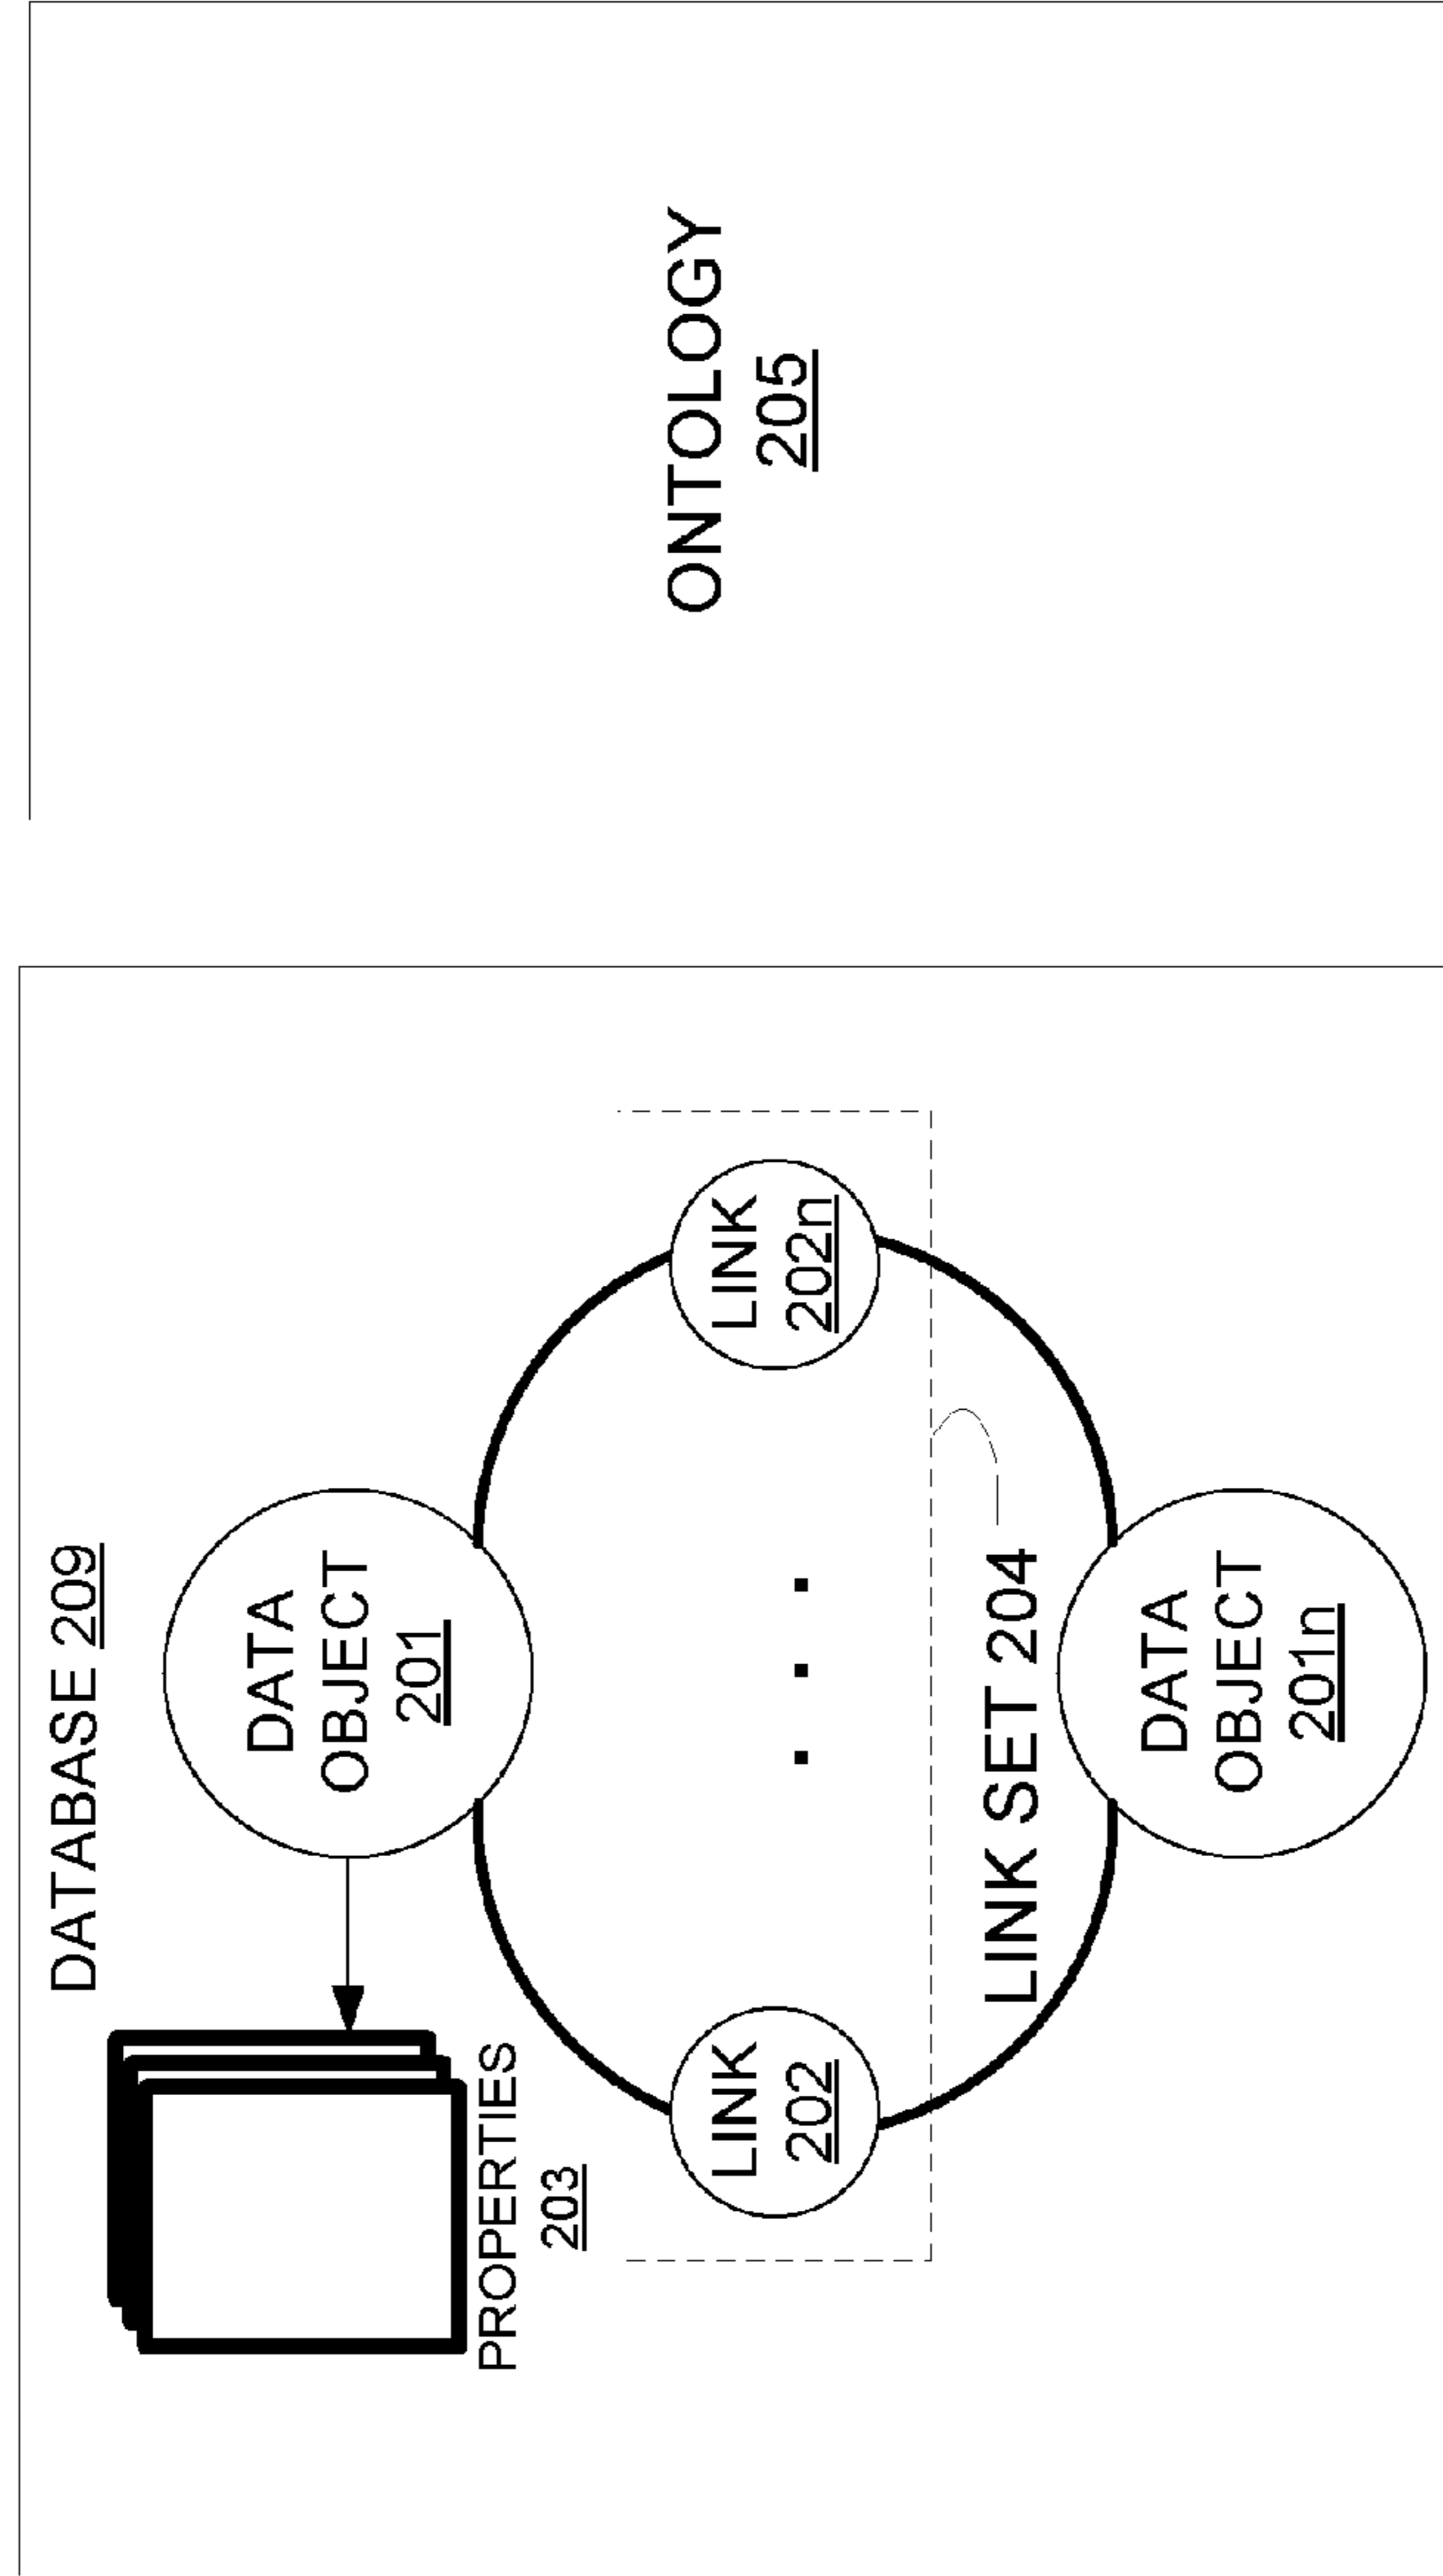 DATABASE 209
PROPERTIES
203
DATA
OBJECT
201
LINK
202
LINK
202n
LINK SET 204
DATA
OBJECT
201n
ONTOLOGY
205